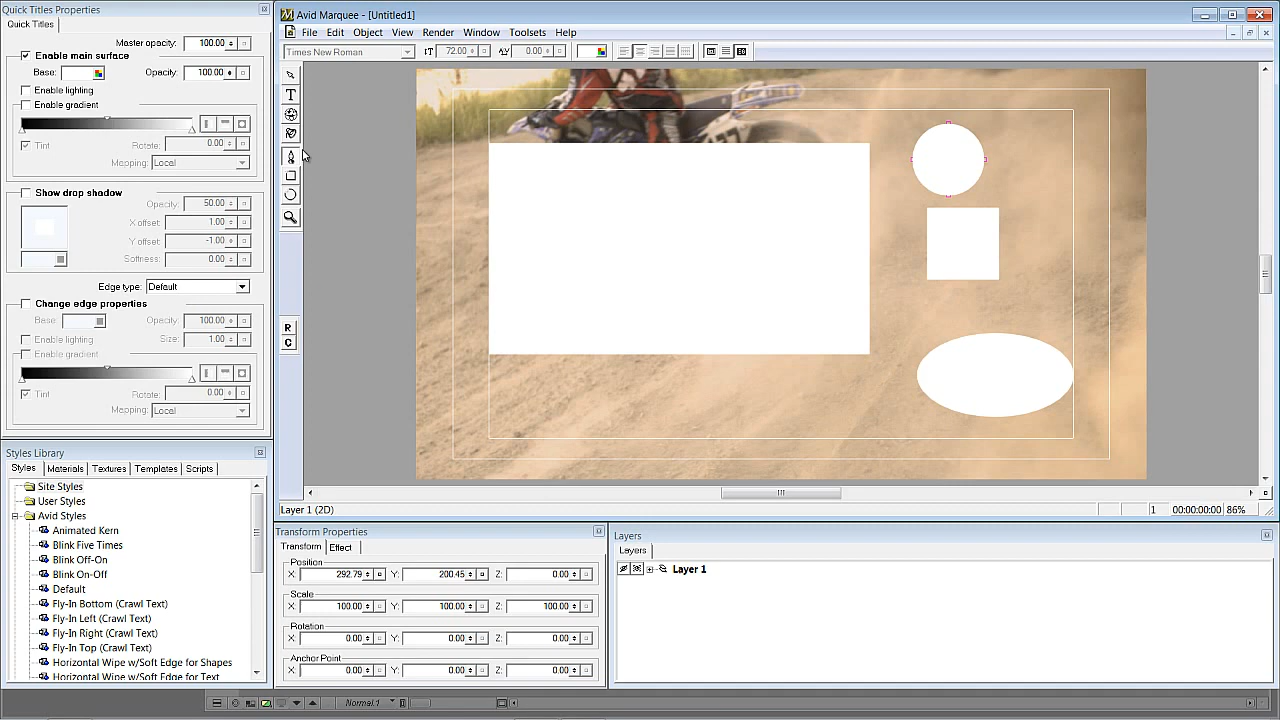 Quick Titles Properties
Quick Titles
Master opacity: 100.00
Enable main surface
Base: Opacity: 100.00
Enable lighting
Enable gradient
Tint Rotate: 0.00
Mapping: Local
Show drop shadow
Opacity: 50.00
X offset: 1.00
Y offset: -1.00
Softness: 0.00
Edge type: Default
Change edge properties
Base: Opacity: 100.00
Enable lighting Size: 1.00
Enable gradient
Tint Rotate: 0.00
Mapping: Local
Styles Library
Styles Materials Textures Templates Scripts
Site Styles
User Styles
Avid Styles
Animated Kern
Blink Five Times
Blink Off-On
Blink On-Off
Default
Fly-In Bottom (Crawl Text)
Fly-In Left (Crawl Text)
Fly-In Right (Crawl Text)
Fly-In Top (Crawl Text)
Horizontal Wipe w/Soft Edge for Shapes
Horizontal Wipe w/Soft Edge for Text
Avid Marquee - [Untitled1]
File Edit Object View Render Window Toolsets Help
Times New Roman 72.00 AV 0.00
T
R
C
Layer 1 (2D) 1 00:00:00:00 86%
Transform Properties
Transform Effect
Position
X: 292.79 Y: 200.45 Z: 0.00
Scale
X: 100.00 Y: 100.00 Z: 100.00
Rotation
X: 0.00 Y: 0.00 Z: 0.00
Anchor Point
X: 0.00 Y: 0.00 Z: 0.00
Layers
Layers
Layer 1
Normal.1